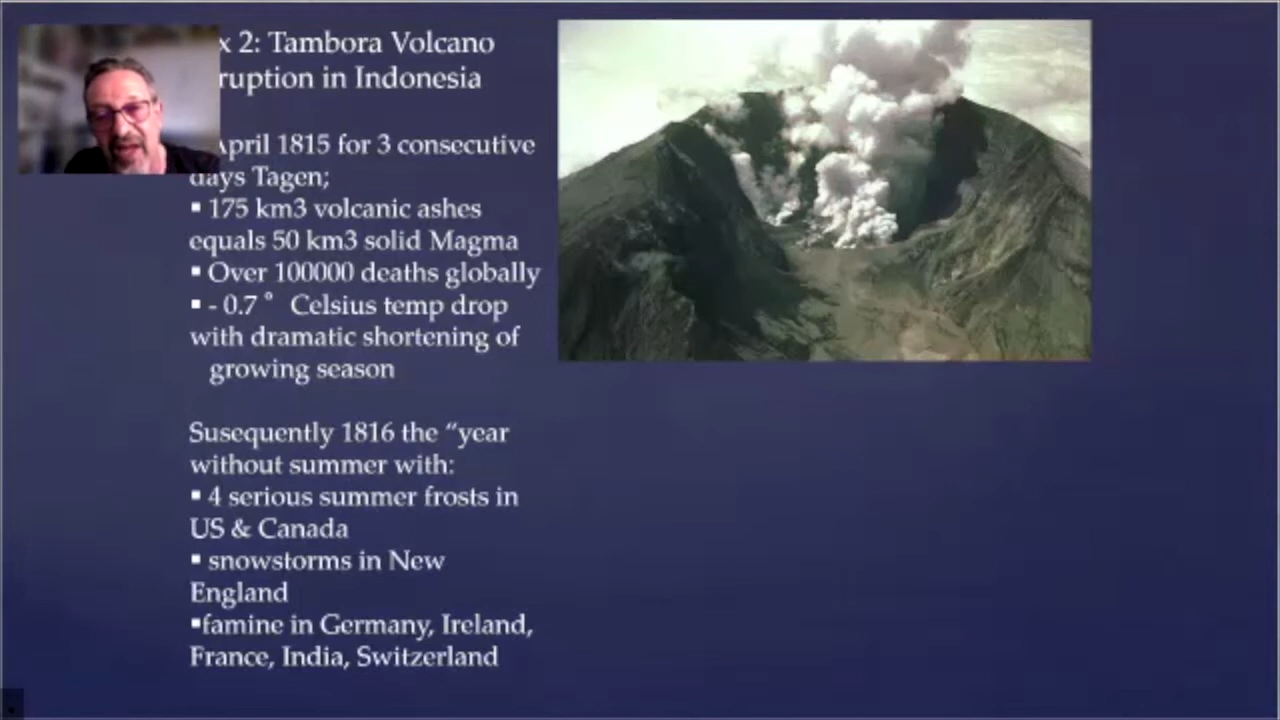 x 2: Tambora Volcano
ruption in Indonesia
April 1815 for 3 consecutive
days Tagen;
▪ 175 km3 volcanic ashes
equals 50 km3 solid Magma
▪ Over 100000 deaths globally
▪ - 0.7 ° Celsius temp drop
with dramatic shortening of
growing season
Susequently 1816 the “year
without summer with:
▪ 4 serious summer frosts in
US & Canada
▪ snowstorms in New
England
▪famine in Germany, Ireland,
France, India, Switzerland